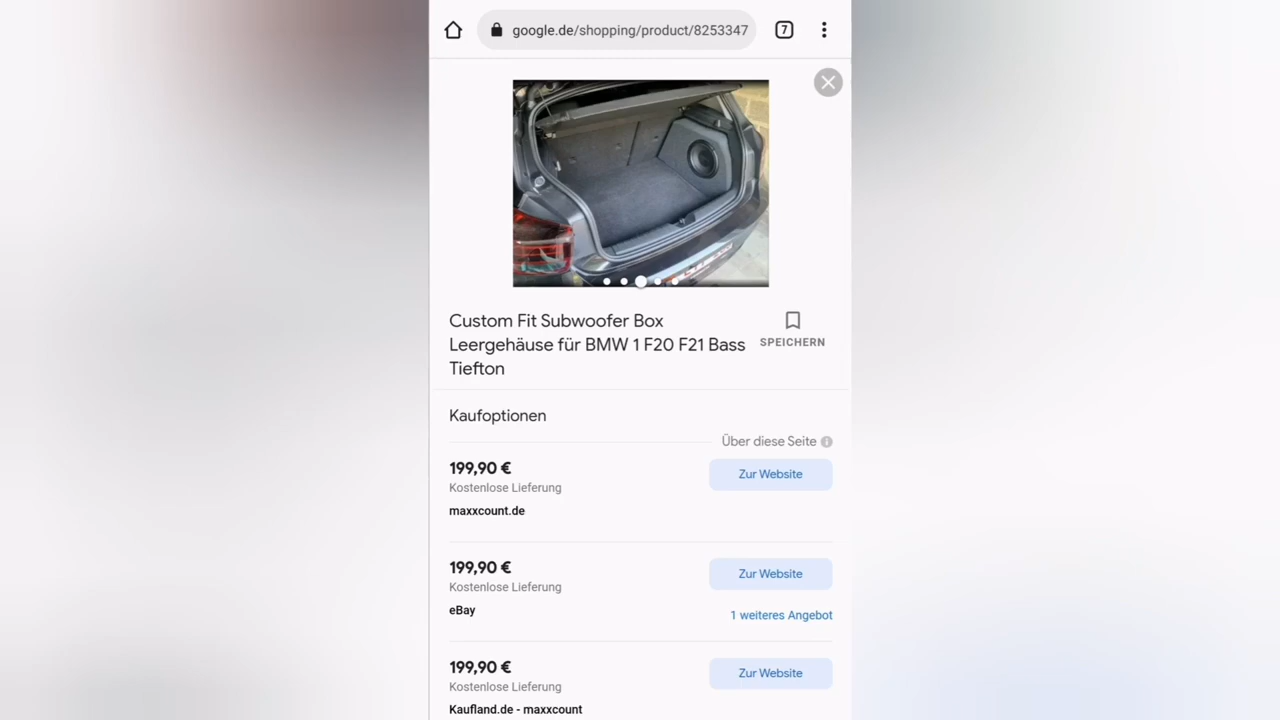 google.de/shopping/product/8253347
7
Custom Fit Subwoofer Box
Leergehäuse für BMW 1 F20 F21 Bass
Tiefton
SPEICHERN
Kaufoptionen
Über diese Seite
199,90 €
Zur Website
Kostenlose Lieferung
maxxcount.de
199,90 €
Zur Website
Kostenlose Lieferung
eBay
1 weiteres Angebot
199,90 €
Zur Website
Kostenlose Lieferung
Kaufland.de - maxxcount